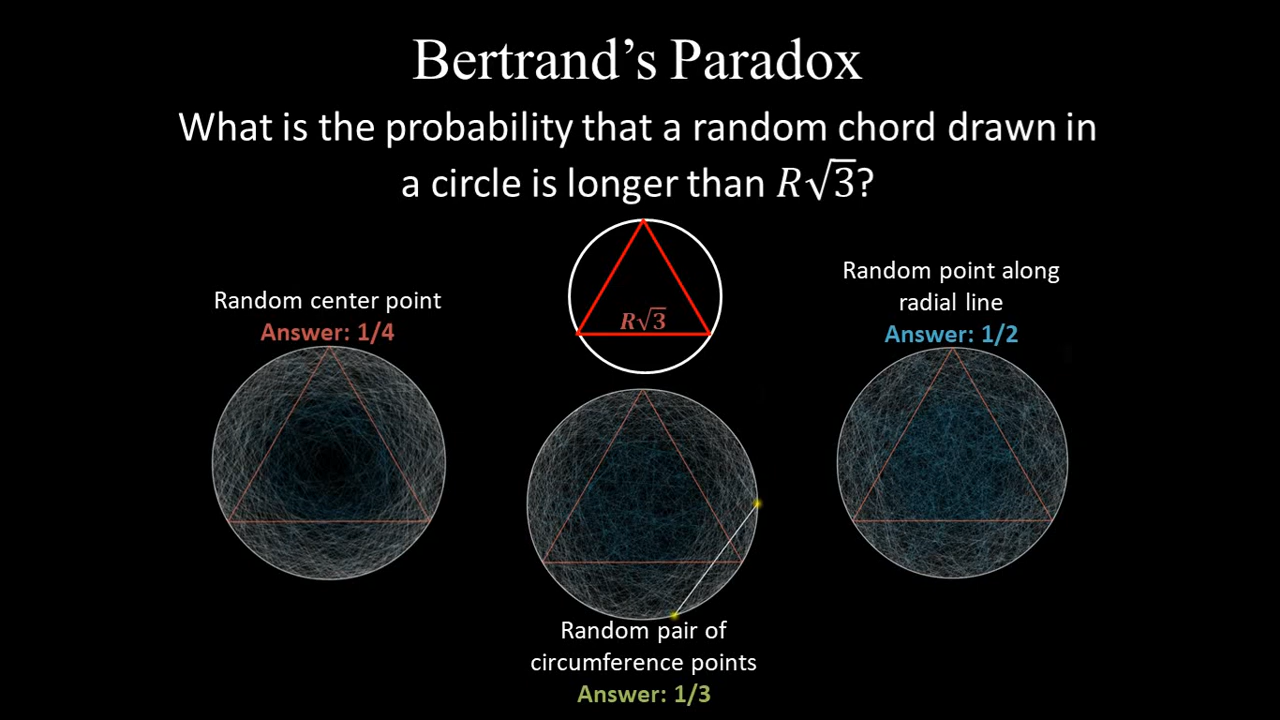 Bertrand’s Paradox
What is the probability that a random chord drawn in
a circle is longer than R√3?
R√3
Random center point
Answer: 1/4
Random point along
radial line
Answer: 1/2
Random pair of
circumference points
Answer: 1/3